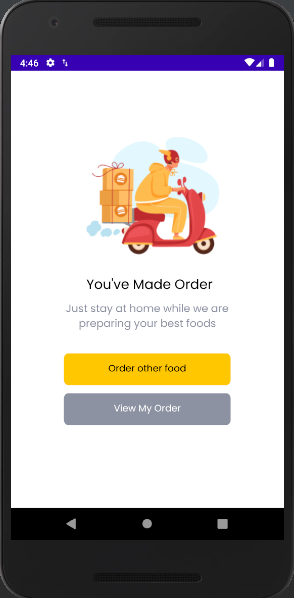 4:46
You've Made Order
Just stay at home while we are
preparing your best foods
Order other food
View My Order